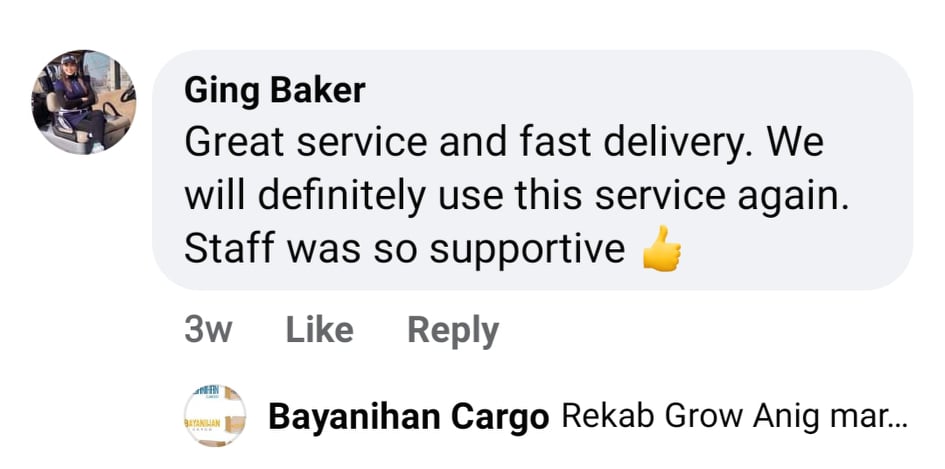 Ging Baker
Great service and fast delivery. We
will definitely use this service again.
Staff was so supportive 👍
3w Like Reply
BAYANIHAN
Bayanihan Cargo Rekab Grow Anig mar...